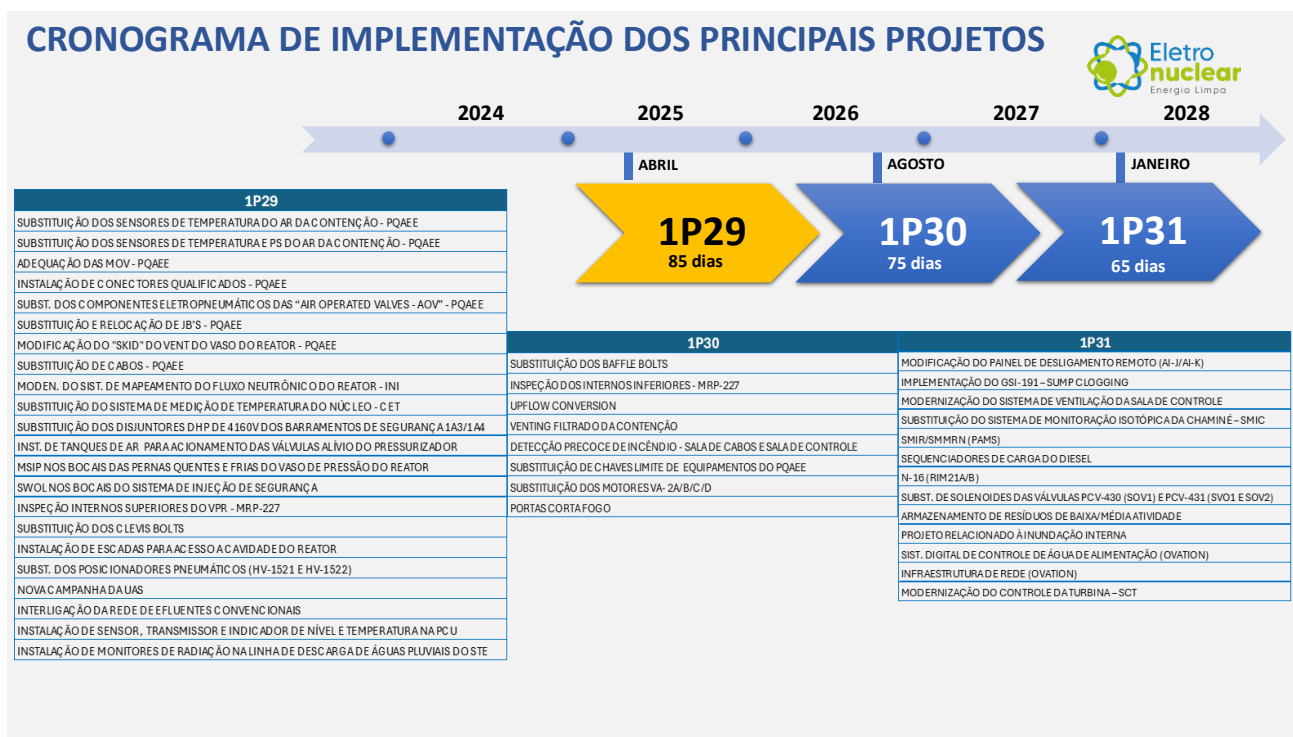 CRONOGRAMA DE IMPLEMENTAÇÃO DOS PRINCIPAIS PROJETOS
Eletro
nuclear
Energia Limpa
2024 2025 2026 2027 2028
ABRIL AGOSTO JANEIRO
1P29
85 dias
1P30
75 dias
1P31
65 dias
1P29
SUBSTITUIÇÃO DOS SENSORES DE TEMPERATURA DO AR DA CONTENÇÃO - PQAEE
SUBSTITUIÇÃO DOS SENSORES DE TEMPERATURA E PS DO AR DA CONTENÇÃO - PQAEE
ADEQUAÇÃO DAS MOV - PQAEE
INSTALAÇÃO DE CONECTORES QUALIFICADOS - PQAEE
SUBST. DOS COMPONENTES ELETROPNEUMÁTICOS DAS “AIR OPERATED VALVES - AOV” - PQAEE
SUBSTITUIÇÃO E RELOCAÇÃO DE JB'S - PQAEE
MODIFICAÇÃO DO "SKID" DO VENT DO VASO DO REATOR - PQAEE
SUBSTITUIÇÃO DE CABOS - PQAEE
MODEN. DO SIST. DE MAPEAMENTO DO FLUXO NEUTRÔNICO DO REATOR - INI
SUBSTITUIÇÃO DO SISTEMA DE MEDIÇÃO DE TEMPERATURA DO NÚCLEO - CET
SUBSTITUIÇÃO DOS DISJUNTORES DHP DE 4160V DOS BARRAMENTOS DE SEGURANÇA 1A3/1A4
INST. DE TANQUES DE AR PARA ACIONAMENTO DAS VÁLVULAS ALÍVIO DO PRESSURIZADOR
MSIP NOS BOCAIS DAS PERNAS QUENTES E FRIAS DO VASO DE PRESSÃO DO REATOR
SWOL NOS BOCAIS DO SISTEMA DE INJEÇÃO DE SEGURANÇA
INSPEÇÃO INTERNOS SUPERIORES DO VPR - MRP-227
SUBSTITUIÇÃO DOS CLEVIS BOLTS
INSTALAÇÃO DE ESCADAS PARA ACESSO A CAVIDADE DO REATOR
SUBST. DOS POSICIONADORES PNEUMÁTICOS (HV-1521 E HV-1522)
NOVA CAMPANHA DA UAS
INTERLIGAÇÃO DA REDE DE EFLUENTES CONVENCIONAIS
INSTALAÇÃO DE SENSOR, TRANSMISSOR E INDICADOR DE NÍVEL E TEMPERATURA NA PCU
INSTALAÇÃO DE MONITORES DE RADIAÇÃO NA LINHA DE DESCARGA DE ÁGUAS PLUVIAIS DO STE
1P30
SUBSTITUIÇÃO DOS BAFFLE BOLTS
INSPEÇÃO DOS INTERNOS INFERIORES - MRP-227
UPFLOW CONVERSION
VENTING FILTRADO DA CONTENÇÃO
DETECÇÃO PRECOCE DE INCÊNDIO - SALA DE CABOS E SALA DE CONTROLE
SUBSTITUIÇÃO DE CHAVES LIMITE DE EQUIPAMENTOS DO PQAEE
SUBSTITUIÇÃO DOS MOTORES VA- 2A/B/C/D
PORTAS CORTA FOGO
1P31
MODIFICAÇÃO DO PAINEL DE DESLIGAMENTO REMOTO (AI-J/AI-K)
IMPLEMENTAÇÃO DO GSI-191 – SUMP CLOGGING
MODERNIZAÇÃO DO SISTEMA DE VENTILAÇÃO DA SALA DE CONTROLE
SUBSTITUIÇÃO DO SISTEMA DE MONITORAÇÃO ISOTÓPICA DA CHAMINÉ – SMIC
SMIR/SMMRN (PAMS)
SEQUENCIADORES DE CARGA DO DIESEL
N-16 (RIM21A/B)
SUBST. DE SOLENOIDES DAS VÁLVULAS PCV-430 (SOV1) E PCV-431 (SVO1 E SOV2)
ARMAZENAMENTO DE RESÍDUOS DE BAIXA/MÉDIA ATIVIDADE
PROJETO RELACIONADO À INUNDAÇÃO INTERNA
SIST. DIGITAL DE CONTROLE DE ÁGUA DE ALIMENTAÇÃO (OVATION)
INFRAESTRUTURA DE REDE (OVATION)
MODERNIZAÇÃO DO CONTROLE DA TURBINA – SCT